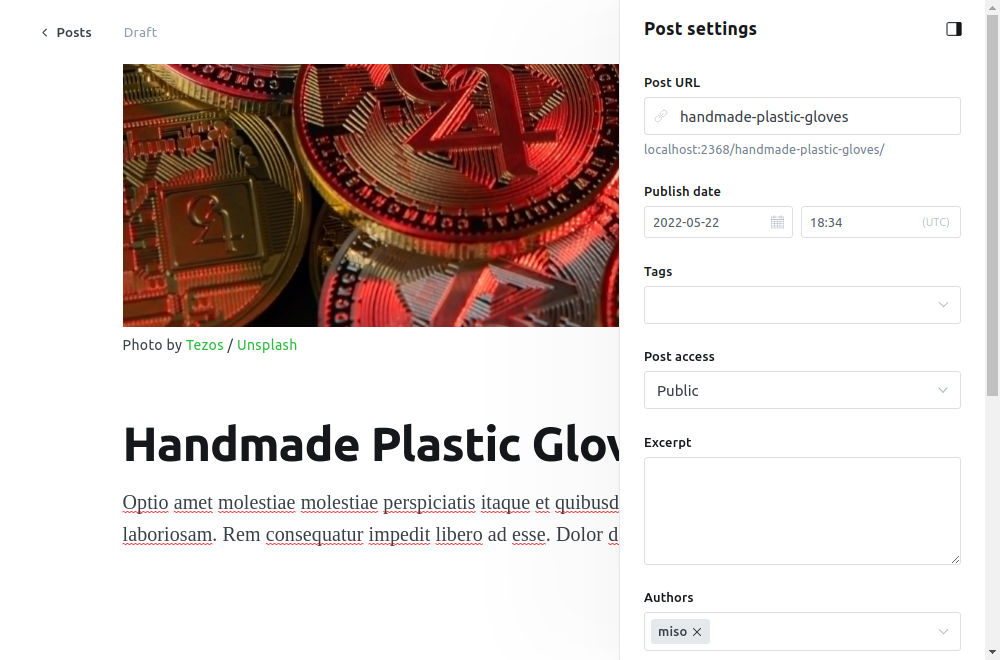 Posts
Draft
Photo by Tezos / Unsplash
Handmade Plastic Glov
Optio amet molestiae molestiae perspiciatis itaque et quibusd
laboriosam. Rem consequatur impedit libero ad esse. Dolor d
Post settings
Post URL
handmade-plastic-gloves
localhost:2368/handmade-plastic-gloves/
Publish date
2022-05-22
18:34
(UTC)
Tags
Post access
Public
Excerpt
Authors
miso